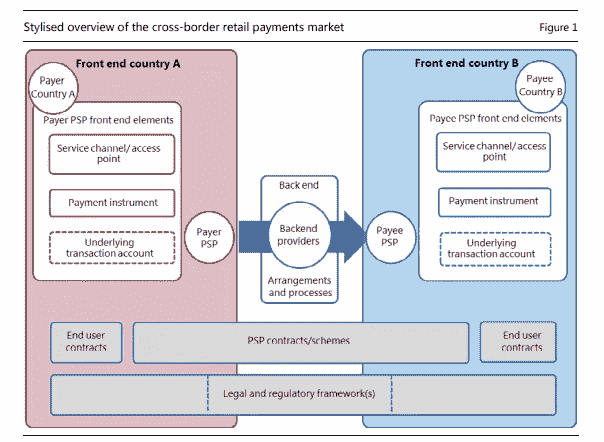 Stylised overview of the cross-border retail payments market
Figure 1
Front end country A
Front end country B
Payer
Country A
Payee
Country B
Payer PSP front end elements
Service channel/access
point
Payment instrument
Underlying
transaction account
Payer
PSP
Back end
Backend
providers
Arrangements
and processes
Payee
PSP
Payee PSP front end elements
Service channel/access
point
Payment instrument
Underlying
transaction account
End user
contracts
PSP contracts/schemes
End user
contracts
Legal and regulatory framework(s)